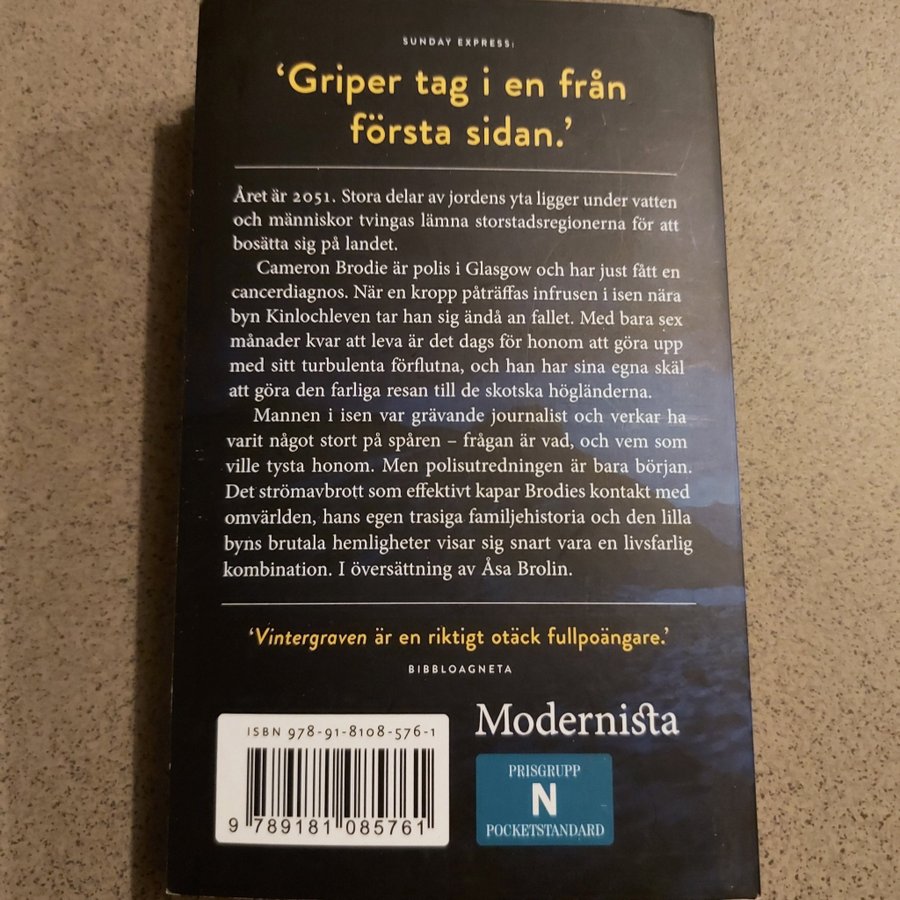 SUNDAY EXPRESS:
‘Griper tag i en från
första sidan.’
Året är 2051. Stora delar av jordens yta ligger under vatten
och människor tvingas lämna storstadsregionerna för att
bosätta sig på landet.
Cameron Brodie är polis i Glasgow och har just fått en
cancerdiagnos. När en kropp påträffas infrusen i isen nära
byn Kinlochleven tar han sig ändå an fallet. Med bara sex
månader kvar att leva är det dags för honom att göra upp
med sitt turbulenta förflutna, och han har sina egna skäl
att göra den farliga resan till de skotska högländerna.
Mannen i isen var grävande journalist och verkar ha
varit något stort på spåren – frågan är vad, och vem som
ville tysta honom. Men polisutredningen är bara början.
Det strömavbrott som effektivt kapar Brodies kontakt med
omvärlden, hans egen trasiga familjehistoria och den lilla
byns brutala hemligheter visar sig snart vara en livsfarlig
kombination. I översättning av Åsa Brolin.
‘Vintergraven är en riktigt otäck fullpoängare.’
BIBBLOAGNETA
Modernista
ISBN 978-91-8108-576-1
9 789181 085761
PRISGRUPP
N
POCKETSTANDARD